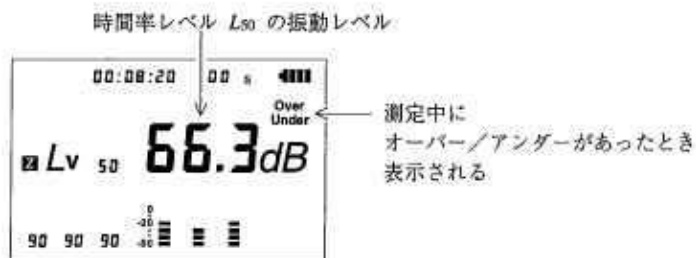 時間率レベル L50 の振動レベル
00:08:20 00 s
Over
Under
測定中に
オーバー／アンダーがあったとき
表示される
Z Lv 50 66.3dB
0
-20
90 90 90